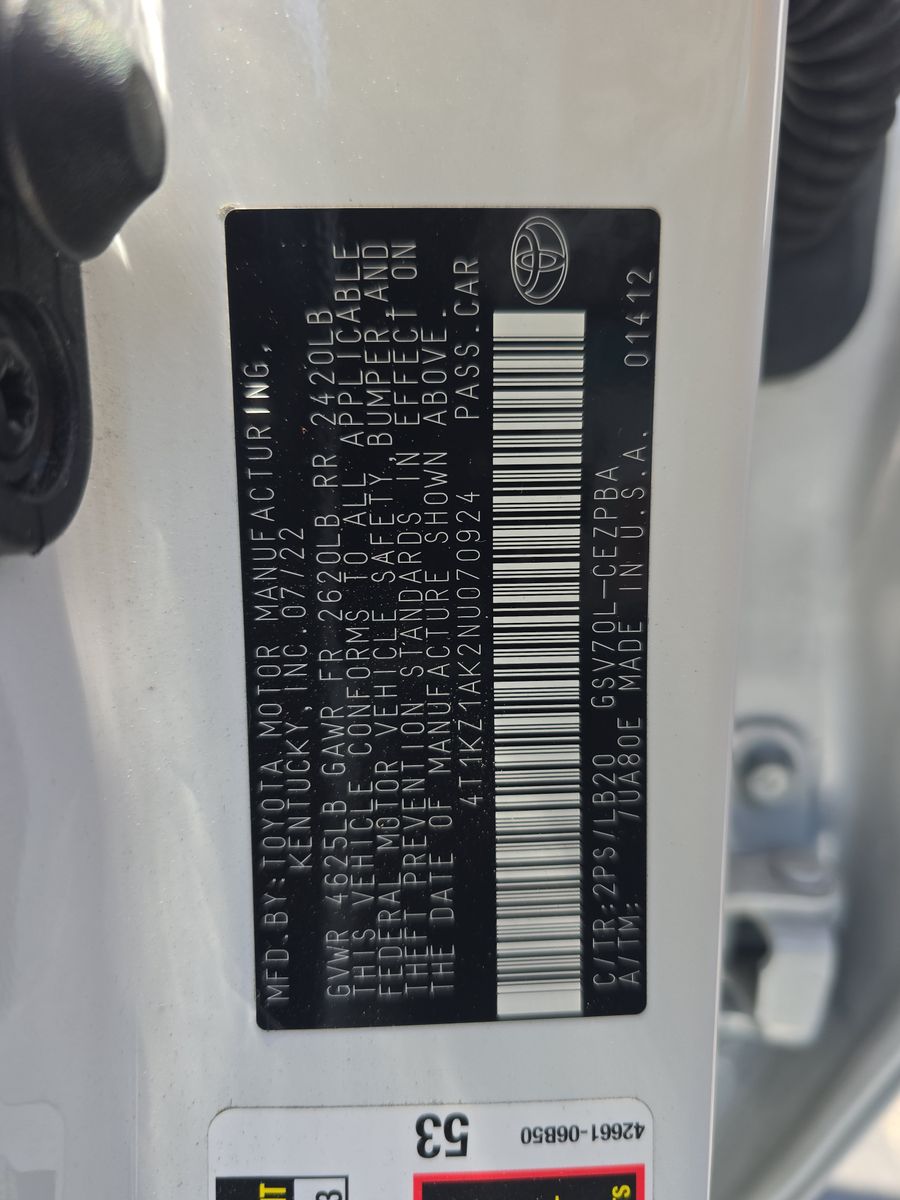 MFD.BY:TOYOTA MOTOR MANUFACTURING,
KENTUCKY,INC.07/22
GVWR 4625LB GAWR FR 2620LB RR 2420LB
THIS VEHICLE CONFORMS TO ALL APPLICABLE
FEDERAL MOTOR VEHICLE SAFETY,BUMPER,AND
THEFT PREVENTION STANDARDS IN EFFECT ON
THE DATE OF MANUFACTURE SHOWN ABOVE.
4T1KZ1AK2NU070924 PASS.CAR
C/TR:2PS/LB20 GSV70L-CEZPBA
A/TM: /UA80E MADE IN U.S.A. 01412
53
42661-06B50